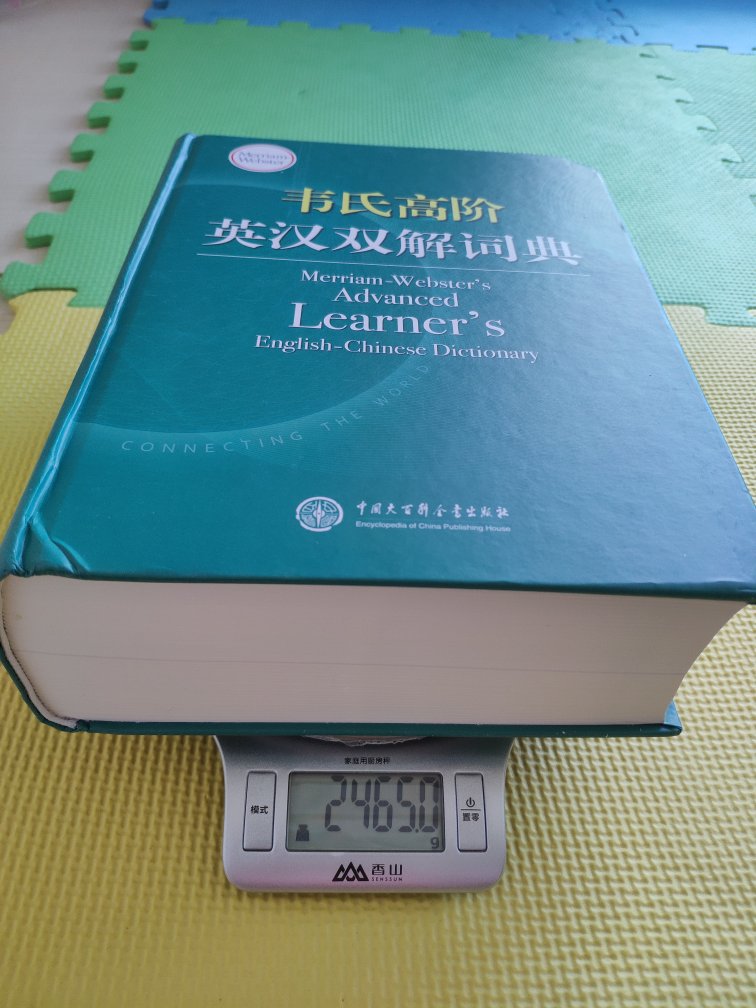 Merriam-
Webster
韦氏高阶
英汉双解词典
Merriam-Webster's
Advanced
Learner's
English-Chinese Dictionary
CONNECTING THE WORLD
中国大百科全书出版社
Encyclopedia of China Publishing House
家庭用厨房秤
模式
2465.0
g
置零
香山
SENSSUN